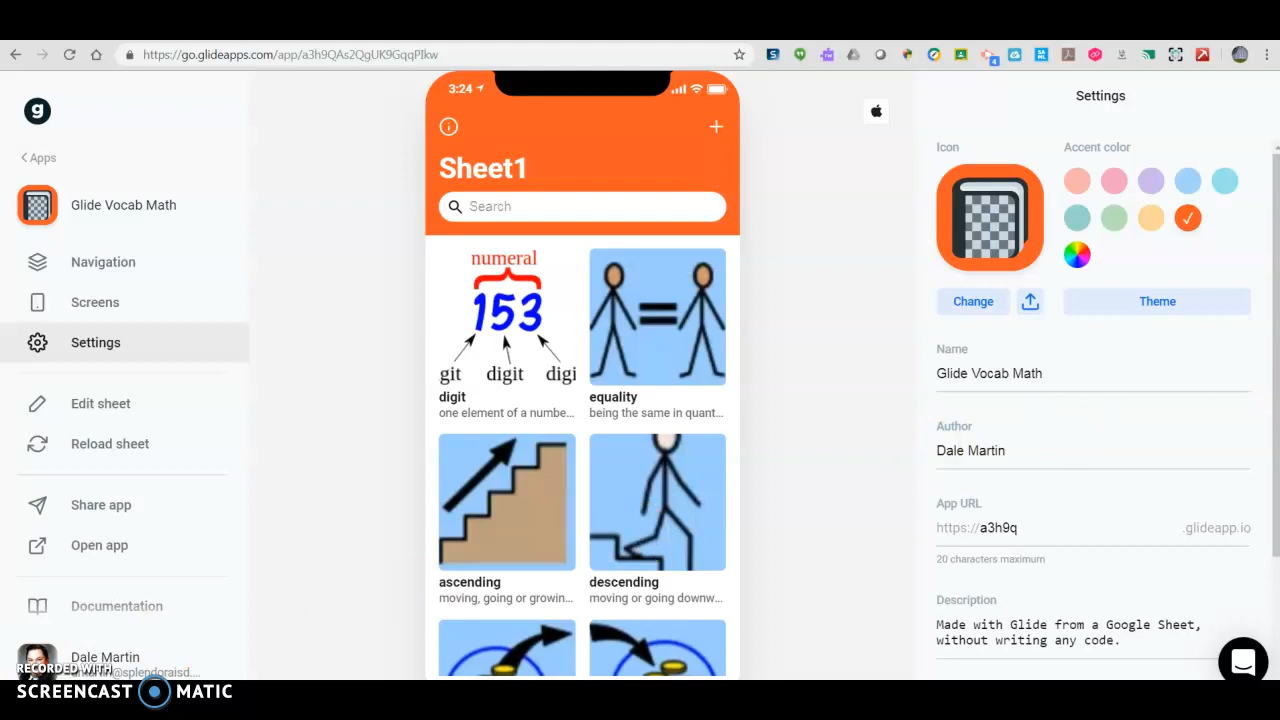 https://go.glideapps.com/app/a3h9QAs2QgUK9GqqPIkw
4
g
Apps
Glide Vocab Math
Navigation
Screens
Settings
Edit sheet
Reload sheet
Share app
Open app
Documentation
Dale Martin
RECORDED WITH
SCREENCAST MATIC
3:24
Sheet1
Search
numeral
153
git digit digi
digit
one element of a numbe...
equality
being the same in quant...
ascending
moving, going or growin...
descending
moving or going downw...
Settings
Icon
Accent color
Change
Theme
Name
Glide Vocab Math
Author
Dale Martin
App URL
https://a3h9q .glideapp.io
20 characters maximum
Description
Made with Glide from a Google Sheet,
without writing any code.